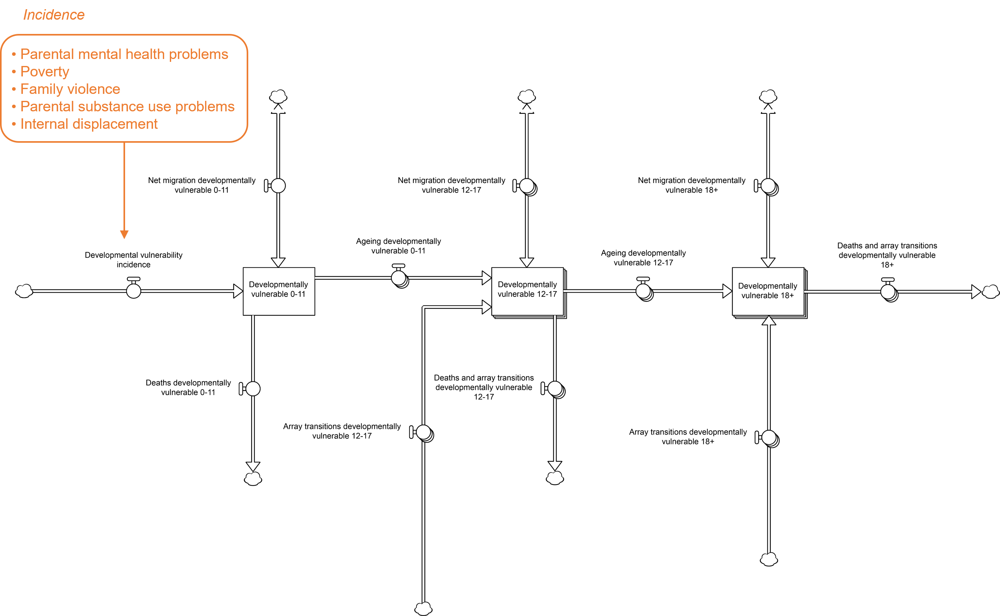 Incidence
• Parental mental health problems
• Poverty
• Family violence
• Parental substance use problems
• Internal displacement
Net migration developmentally
vulnerable 0-11
Net migration developmentally
vulnerable 12-17
Net migration developmentally
vulnerable 18+
Developmental vulnerability
incidence
Ageing developmentally
vulnerable 0-11
Ageing developmentally
vulnerable 12-17
Deaths and array transitions
developmentally vulnerable
18+
Developmentally
vulnerable 0-11
Developmentally
vulnerable 12-17
Developmentally
vulnerable 18+
Deaths developmentally
vulnerable 0-11
Deaths and array transitions
developmentally vulnerable
12-17
Array transitions developmentally
vulnerable 12-17
Array transitions developmentally
vulnerable 18+